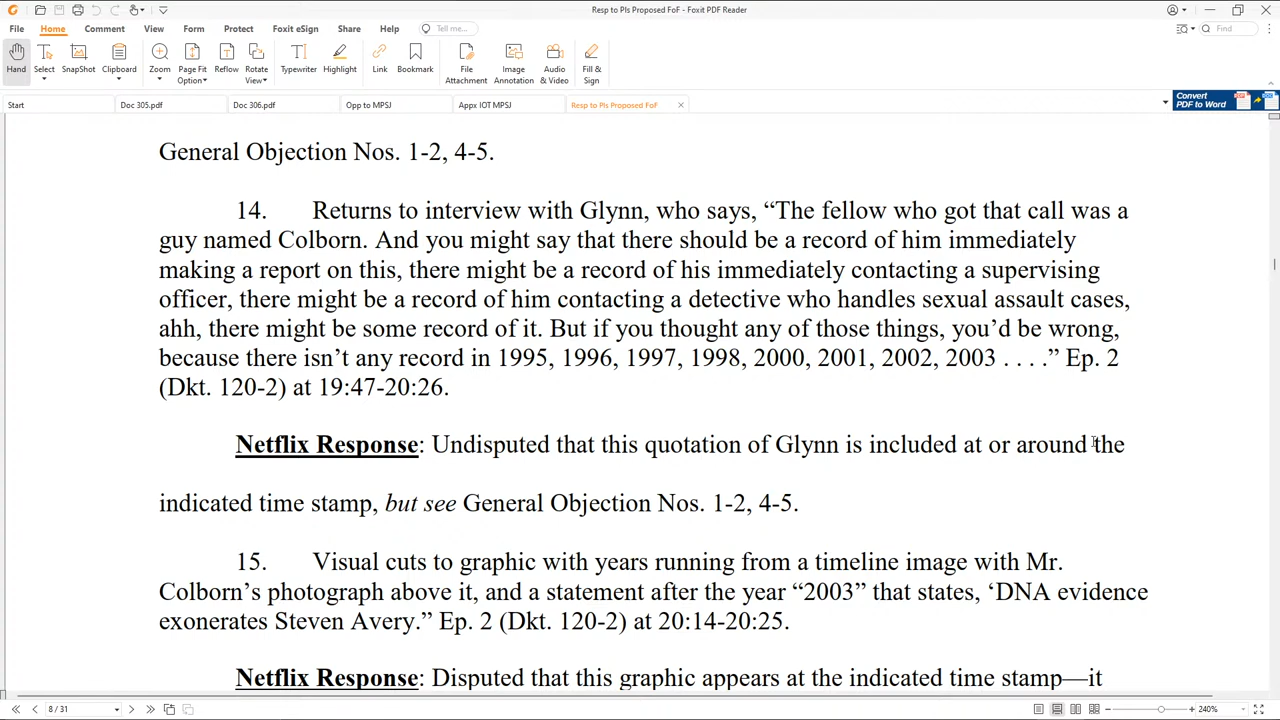 Resp to Pls Proposed FoF - Foxit PDF Reader
File Home Comment View Form Protect Foxit eSign Share Help Tell me... Find
Hand Select SnapShot Clipboard Zoom Page Fit Option Reflow Rotate View Typewriter Highlight Link Bookmark File Attachment Image Annotation Audio & Video Fill & Sign
Start Doc 305.pdf Doc 306.pdf Opp to MPSJ Appx IOT MPSJ Resp to Pls Proposed FoF
Convert
PDF to Word
General Objection Nos. 1-2, 4-5.
14. Returns to interview with Glynn, who says, “The fellow who got that call was a
guy named Colborn. And you might say that there should be a record of him immediately
making a report on this, there might be a record of his immediately contacting a supervising
officer, there might be a record of him contacting a detective who handles sexual assault cases,
ahh, there might be some record of it. But if you thought any of those things, you’d be wrong,
because there isn’t any record in 1995, 1996, 1997, 1998, 2000, 2001, 2002, 2003 . . . .” Ep. 2
(Dkt. 120-2) at 19:47-20:26.
Netflix Response: Undisputed that this quotation of Glynn is included at or around the
indicated time stamp, but see General Objection Nos. 1-2, 4-5.
15. Visual cuts to graphic with years running from a timeline image with Mr.
Colborn’s photograph above it, and a statement after the year “2003” that states, ‘DNA evidence
exonerates Steven Avery.” Ep. 2 (Dkt. 120-2) at 20:14-20:25.
Netflix Response: Disputed that this graphic appears at the indicated time stamp—it
8 / 31 240%